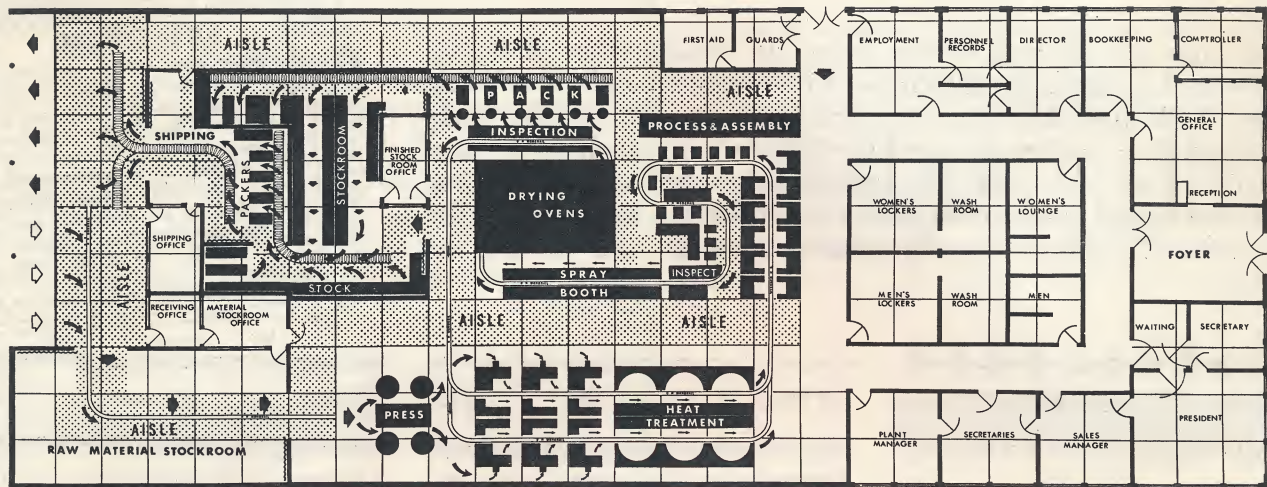 AISLE
AISLE
FIRST AID
GUARDS
EMPLOYMENT
PERSONNEL
RECORDS
DIRECTOR
BOOKKEEPING
COMPTROLLER
AISLE
PACK
SHIPPING
INSPECTION
PROCESS & ASSEMBLY
GENERAL
OFFICE
STOCKROOM
FINISHED
STOCK
ROOM
OFFICE
PACKERS
DRYING
OVENS
WOMEN'S
LOCKERS
WASH
ROOM
WOMEN'S
LOUNGE
RECEPTION
SHIPPING
OFFICE
FOYER
AISLE
SPRAY
BOOTH
INSPECT
STOCK
RECEIVING
OFFICE
MATERIAL
STOCKROOM
OFFICE
MEN'S
LOCKERS
WASH
ROOM
MEN
AISLE
AISLE
WAITING
SECRETARY
PRESS
HEAT
TREATMENT
AISLE
RAW MATERIAL STOCKROOM
PLANT
MANAGER
SECRETARIES
SALES
MANAGER
PRESIDENT